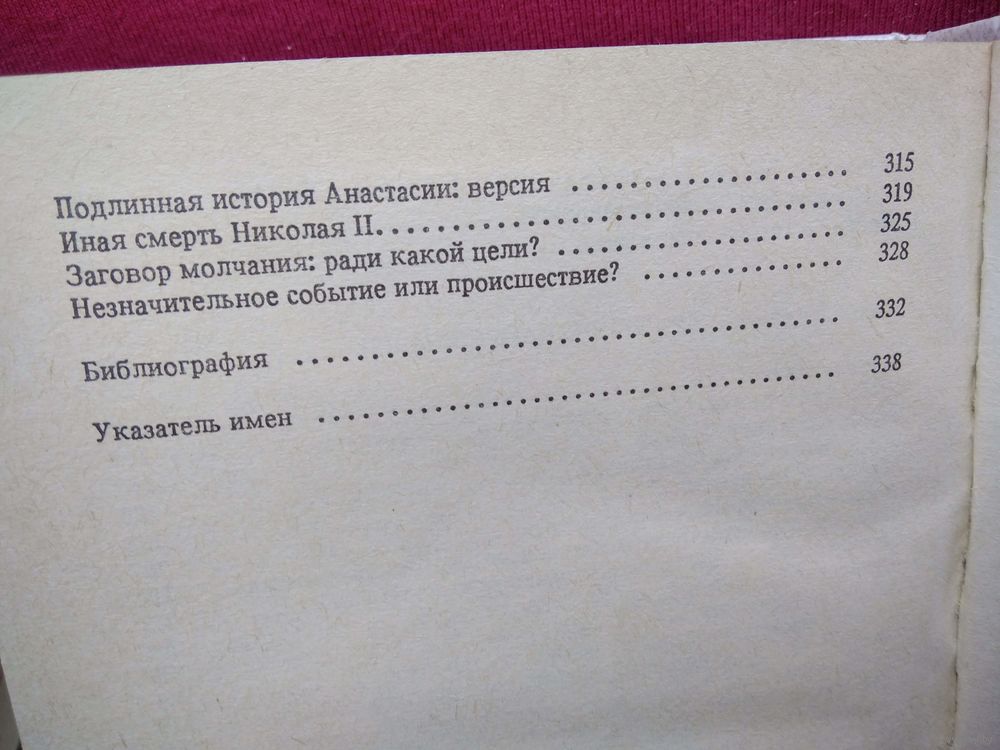 Подлинная история Анастасии: версия .......................... 315
Иная смерть Николая II.......................................... 319
Заговор молчания: ради какой цели? .......................... 325
Незначительное событие или происшествие? .................. 328
Библиография .................................................. 332
Указатель имен ................................................ 338